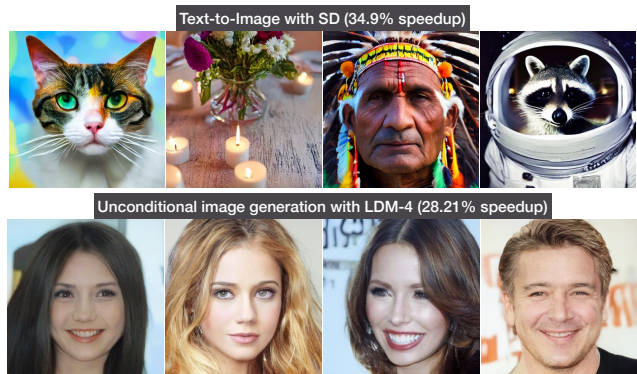 Text-to-Image with SD (34.9% speedup)
Unconditional image generation with LDM-4 (28.21% speedup)